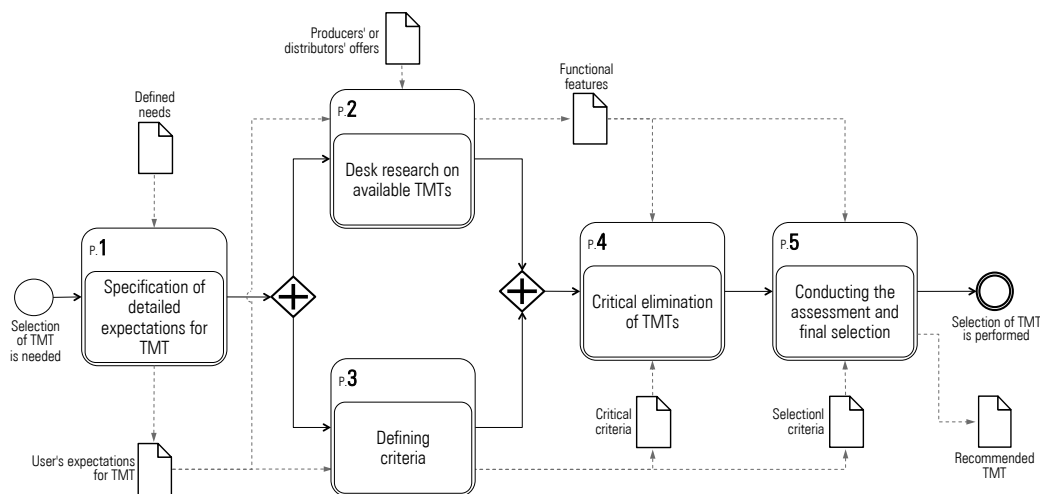 Producers' or
distributors' offers
Functional
features
Defined
needs
P.2
Desk research on
available TMTs
P.1
Specification of
detailed
expectations for
TMT
Selection
of TMT
is needed
P.4
Critical elimination
of TMTs
P.5
Conducting the
assessment and
final selection
Selection of TMT
is performed
P.3
Defining
criteria
Critical
criteria
Selectionl
criteria
User's expectations
for TMT
Recommended
TMT